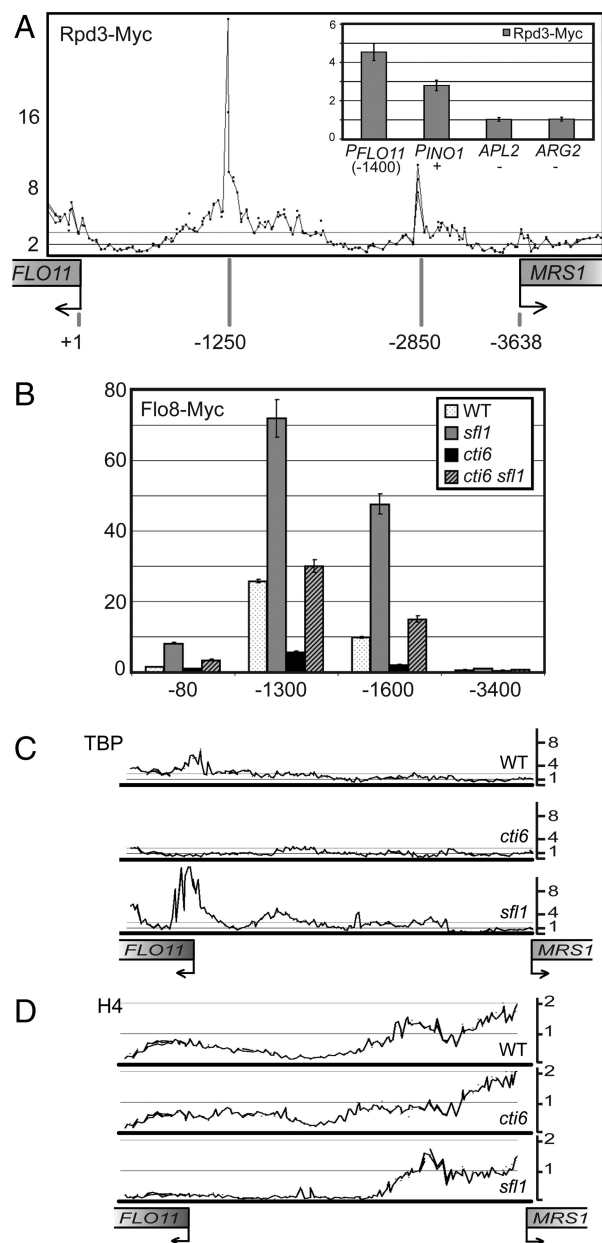 A
Rpd3-Myc
16
8
2
6
4
2
0
Rpd3-Myc
PFLO11 PINO1 APL2 ARG2
(-1400) + - -
FLO11 MRS1
+1 -1250 -2850 -3638
B
Flo8-Myc
80
60
40
20
0
WT
sfl1
cti6
cti6 sfl1
-80 -1300 -1600 -3400
C
TBP
8
4
1
WT
8
4
1
cti6
8
4
1
sfl1
FLO11 MRS1
D
H4
2
1
WT
2
1
cti6
2
1
sfl1
FLO11 MRS1